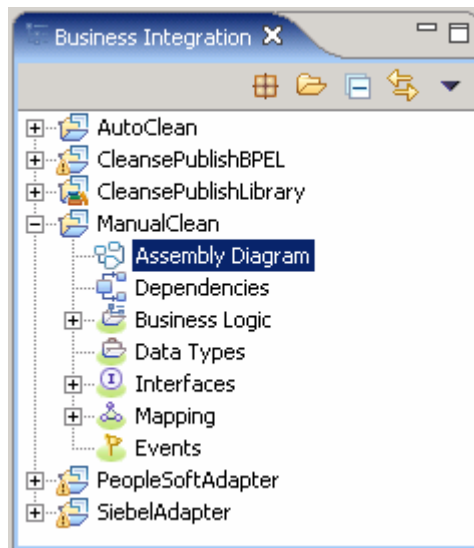 Business Integration
AutoClean
CleansePublishBPEL
CleansePublishLibrary
ManualClean
Assembly Diagram
Dependencies
Business Logic
Data Types
Interfaces
Mapping
Events
PeopleSoftAdapter
SiebelAdapter